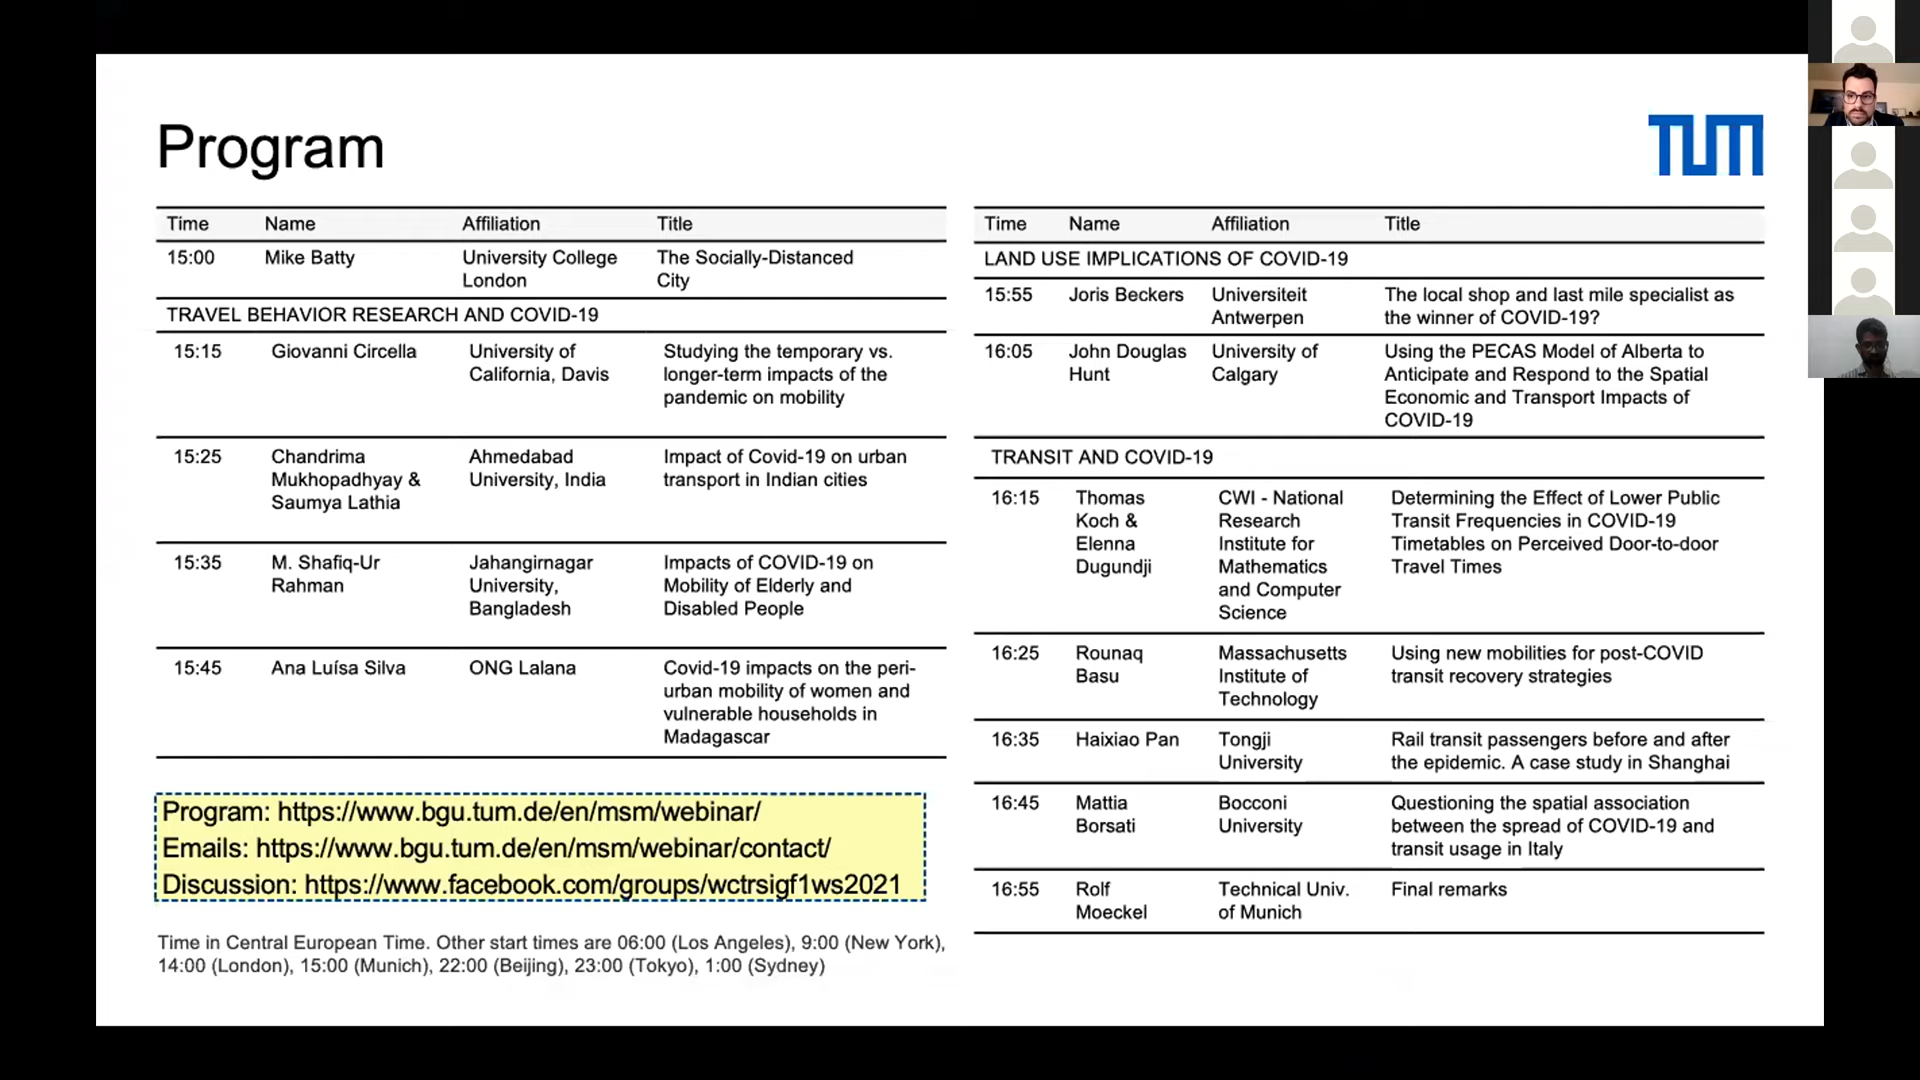 Program
TUM
Time Name Affiliation Title
15:00 Mike Batty University College The Socially-Distanced
London City
TRAVEL BEHAVIOR RESEARCH AND COVID-19
15:15 Giovanni Circella University of Studying the temporary vs.
California, Davis longer-term impacts of the
pandemic on mobility
15:25 Chandrima Ahmedabad Impact of Covid-19 on urban
Mukhopadhyay & University, India transport in Indian cities
Saumya Lathia
15:35 M. Shafiq-Ur Jahangirnagar Impacts of COVID-19 on
Rahman University, Mobility of Elderly and
Bangladesh Disabled People
15:45 Ana Luísa Silva ONG Lalana Covid-19 impacts on the peri-
urban mobility of women and
vulnerable households in
Madagascar
Program: https://www.bgu.tum.de/en/msm/webinar/
Emails: https://www.bgu.tum.de/en/msm/webinar/contact/
Discussion: https://www.facebook.com/groups/wctrsigf1ws2021
Time in Central European Time. Other start times are 06:00 (Los Angeles), 9:00 (New York),
14:00 (London), 15:00 (Munich), 22:00 (Beijing), 23:00 (Tokyo), 1:00 (Sydney)
Time Name Affiliation Title
LAND USE IMPLICATIONS OF COVID-19
15:55 Joris Beckers Universiteit The local shop and last mile specialist as
Antwerpen the winner of COVID-19?
16:05 John Douglas University of Using the PECAS Model of Alberta to
Hunt Calgary Anticipate and Respond to the Spatial
Economic and Transport Impacts of
COVID-19
TRANSIT AND COVID-19
16:15 Thomas CWI - National Determining the Effect of Lower Public
Koch & Research Transit Frequencies in COVID-19
Elenna Institute for Timetables on Perceived Door-to-door
Dugundji Mathematics Travel Times
and Computer
Science
16:25 Rounaq Massachusetts Using new mobilities for post-COVID
Basu Institute of transit recovery strategies
Technology
16:35 Haixiao Pan Tongji Rail transit passengers before and after
University the epidemic. A case study in Shanghai
16:45 Mattia Bocconi Questioning the spatial association
Borsati University between the spread of COVID-19 and
transit usage in Italy
16:55 Rolf Technical Univ. Final remarks
Moeckel of Munich